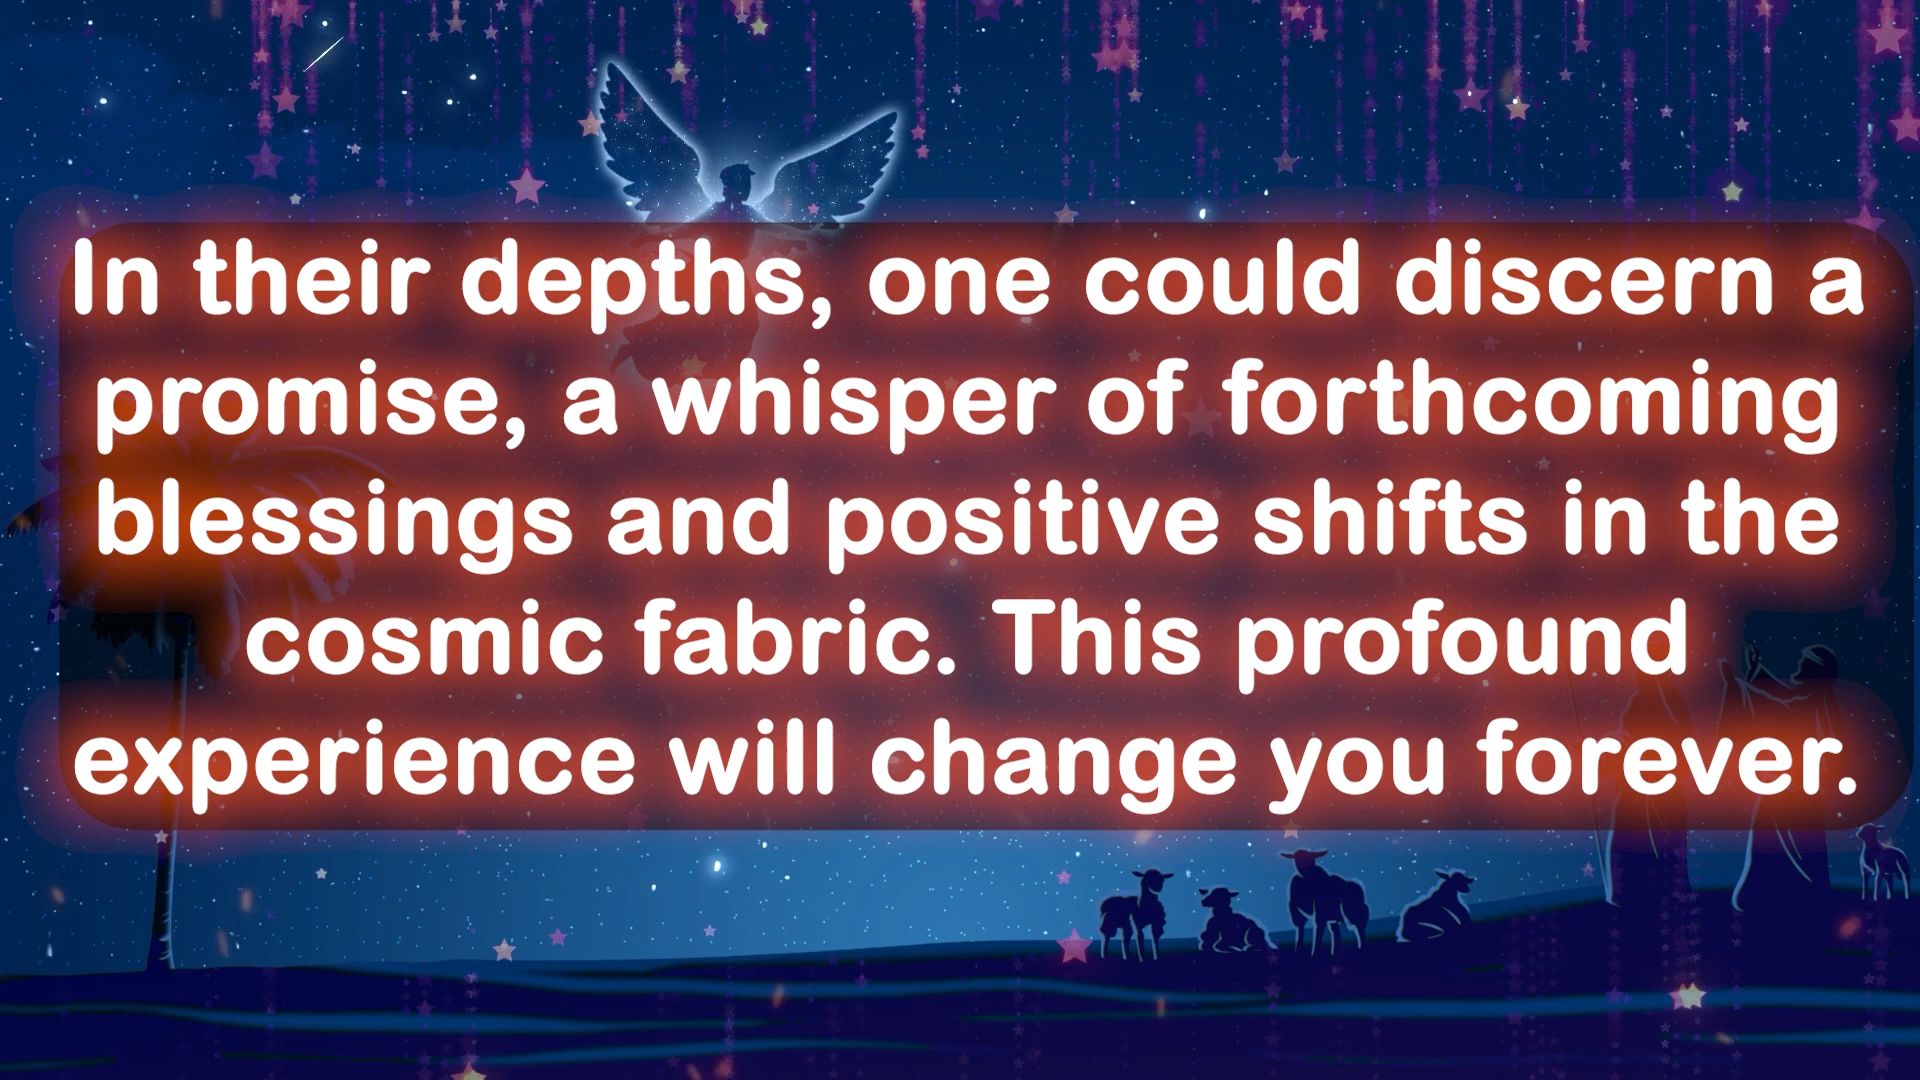 In their depths, one could discern a
promise, a whisper of forthcoming
blessings and positive shifts in the
cosmic fabric. This profound
experience will change you forever.